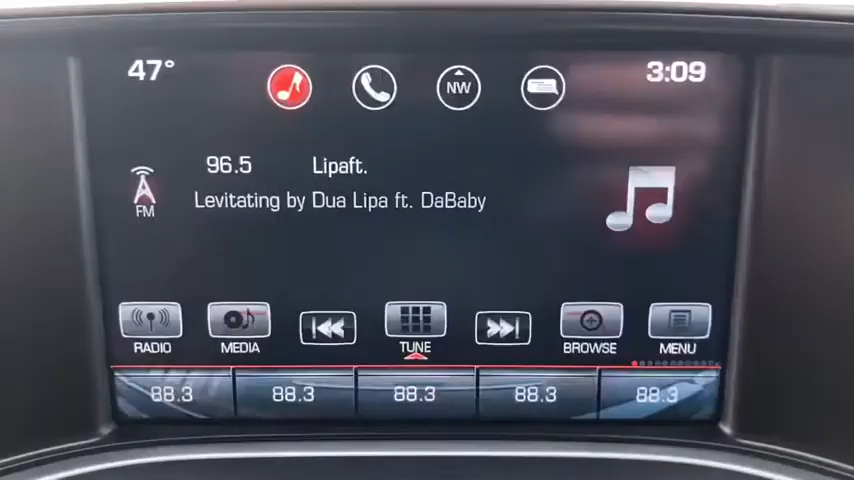 47° NW 3:09
96.5 Lipaft.
Levitating by Dua Lipa ft. DaBaby
FM
RADIO MEDIA TUNE BROWSE MENU
88.3 88.3 88.3 88.3 88.3